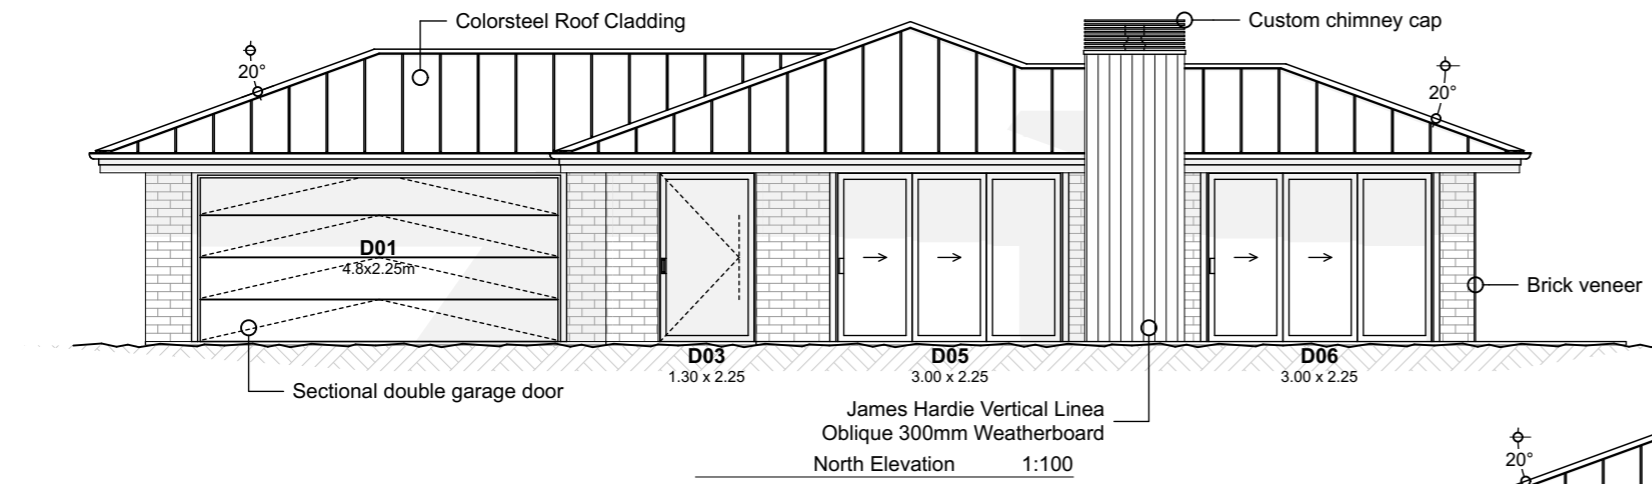 Colorsteel Roof Cladding
Custom chimney cap
20°
20°
D01
4.8x2.25m
Brick veneer
D03
1.30 x 2.25
D05
3.00 x 2.25
D06
3.00 x 2.25
Sectional double garage door
James Hardie Vertical Linea
Oblique 300mm Weatherboard
North Elevation 1:100
20°